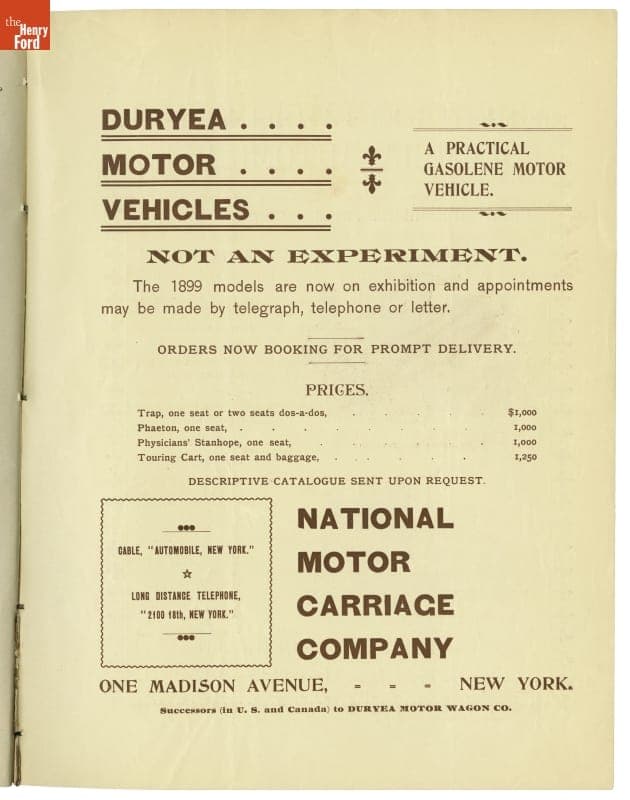 the
Henry
Ford
DURYEA . . . .
MOTOR . . . .
VEHICLES . . .
A PRACTICAL
GASOLENE MOTOR
VEHICLE.
NOT AN EXPERIMENT.
The 1899 models are now on exhibition and appointments
may be made by telegraph, telephone or letter.
ORDERS NOW BOOKING FOR PROMPT DELIVERY.
PRICES.
Trap, one seat or two seats dos-a-dos, . . . . . $1,000
Phaeton, one seat, . . . . . . . . 1,000
Physicians' Stanhope, one seat, . . . . . . 1,000
Touring Cart, one seat and baggage, . . . . . 1,250
DESCRIPTIVE CATALOGUE SENT UPON REQUEST.
CABLE, "AUTOMOBILE, NEW YORK."
LONG DISTANCE TELEPHONE,
"2100 18th, NEW YORK."
NATIONAL
MOTOR
CARRIAGE
COMPANY
ONE MADISON AVENUE, = = = NEW YORK.
Successors (in U. S. and Canada) to DURYEA MOTOR WAGON CO.